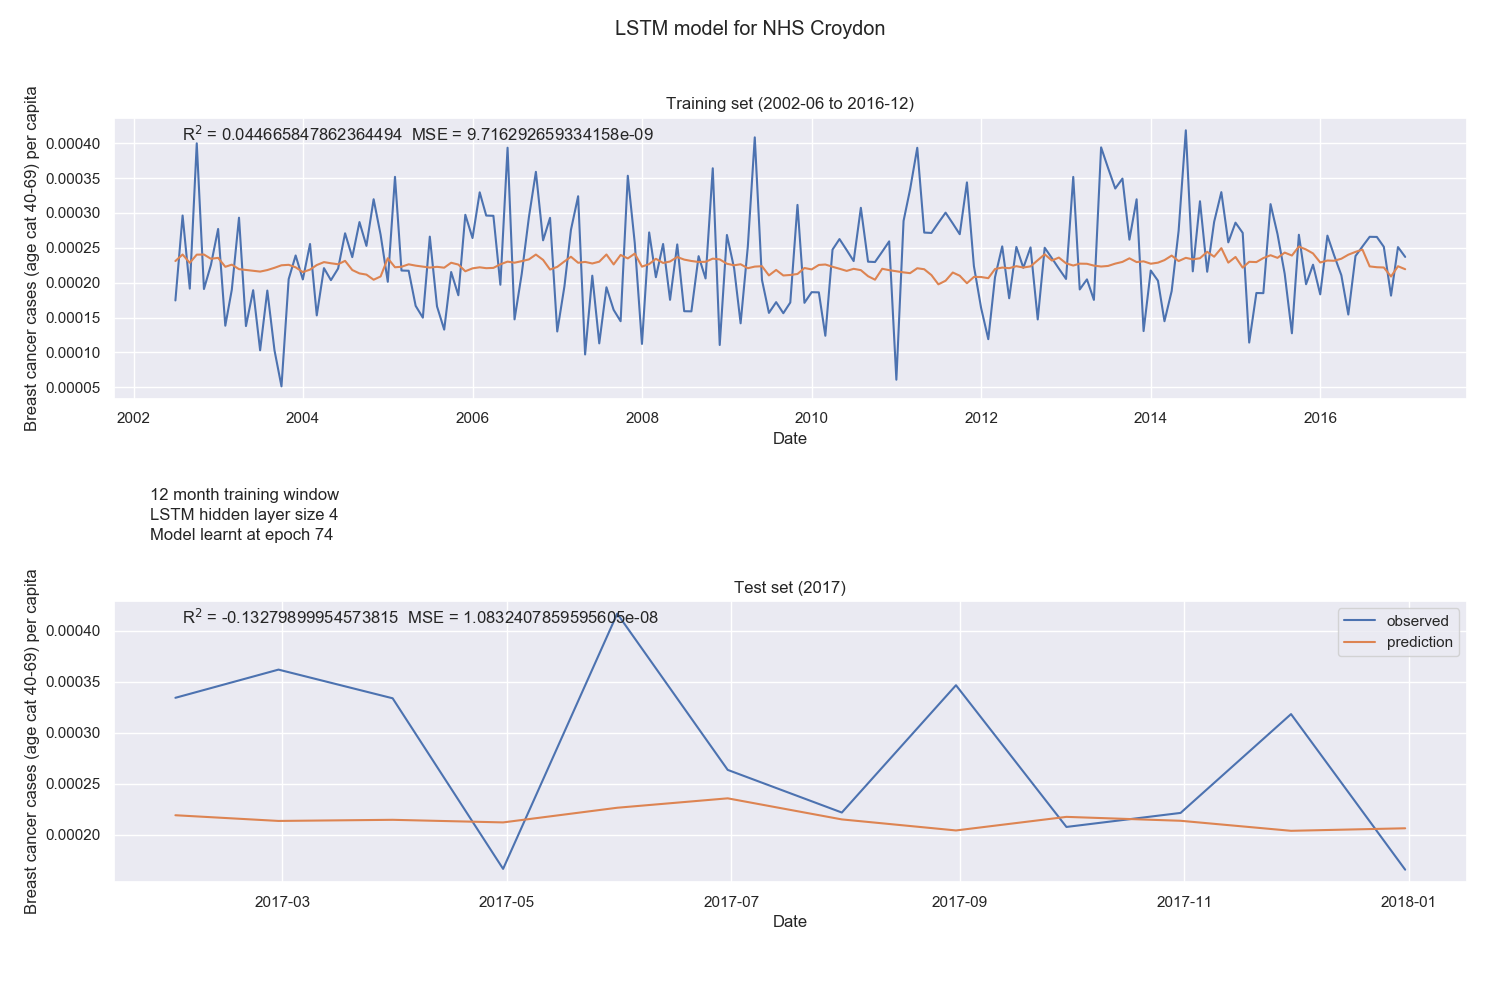 LSTM model for NHS Croydon
Training set (2002-06 to 2016-12)
R² = 0.044665847862364494 MSE = 9.716292659334158e-09
Breast cancer cases (age cat 40-69) per capita
0.00040
0.00035
0.00030
0.00025
0.00020
0.00015
0.00010
0.00005
2002 2004 2006 2008 2010 2012 2014 2016
Date
12 month training window
LSTM hidden layer size 4
Model learnt at epoch 74
Test set (2017)
R² = -0.13279899954573815 MSE = 1.0832407859595605e-08
observed
prediction
Breast cancer cases (age cat 40-69) per capita
0.00040
0.00035
0.00030
0.00025
0.00020
2017-03 2017-05 2017-07 2017-09 2017-11 2018-01
Date